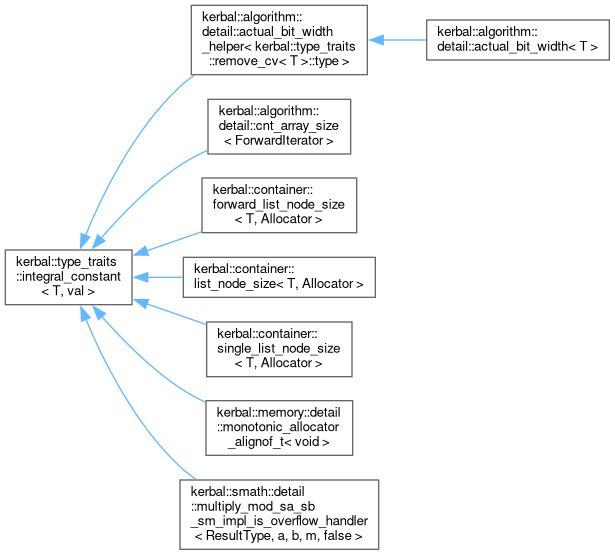 kerbal::algorithm::
detail::actual_bit_width
_helper< kerbal::type_traits
::remove_cv< T >::type >
kerbal::algorithm::
detail::actual_bit_width< T >
kerbal::algorithm::
detail::cnt_array_size
< ForwardIterator >
kerbal::container::
forward_list_node_size
< T, Allocator >
kerbal::type_traits
::integral_constant
< T, val >
kerbal::container::
list_node_size< T, Allocator >
kerbal::container::
single_list_node_size
< T, Allocator >
kerbal::memory::detail
::monotonic_allocator
_alignof_t< void >
kerbal::smath::detail
::multiply_mod_sa_sb
_sm_impl_is_overflow_handler
< ResultType, a, b, m, false >